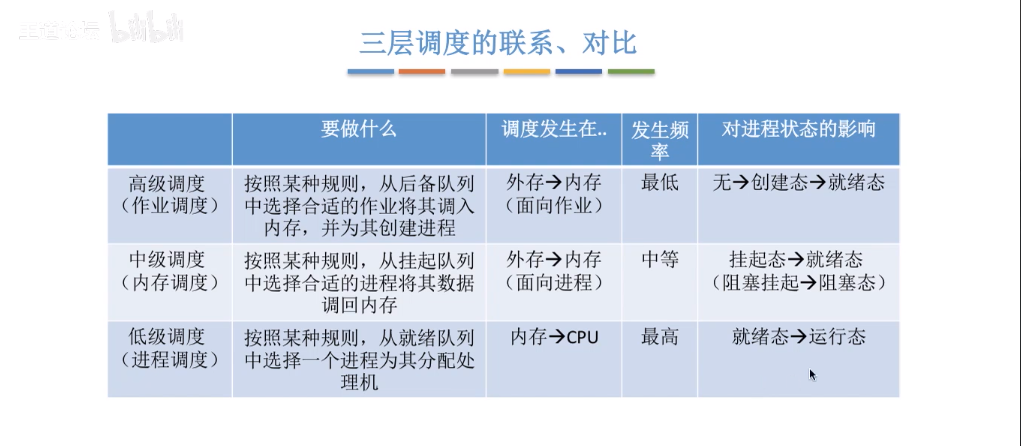 王道论坛 bilibili
三层调度的联系、对比
要做什么
调度发生在..
发生频
率
对进程状态的影响
高级调度
（作业调度）
按照某种规则，从后备队列
中选择合适的作业将其调入
内存，并为其创建进程
外存→内存
（面向作业）
最低
无→创建态→就绪态
中级调度
（内存调度）
按照某种规则，从挂起队列
中选择合适的进程将其数据
调回内存
外存→内存
（面向进程）
中等
挂起态→就绪态
（阻塞挂起→阻塞态）
低级调度
（进程调度）
按照某种规则，从就绪队列
中选择一个进程为其分配处
理机
内存→CPU
最高
就绪态→运行态